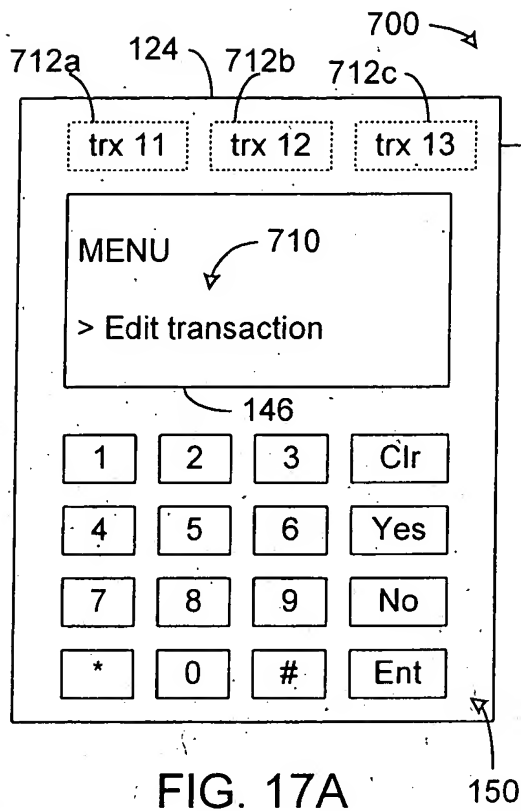 700
712a 124 712b 712c
trx 11 trx 12 trx 13
MENU 710
> Edit transaction
146
1 2 3 Clr
4 5 6 Yes
7 8 9 No
* 0 # Ent
FIG. 17A 150